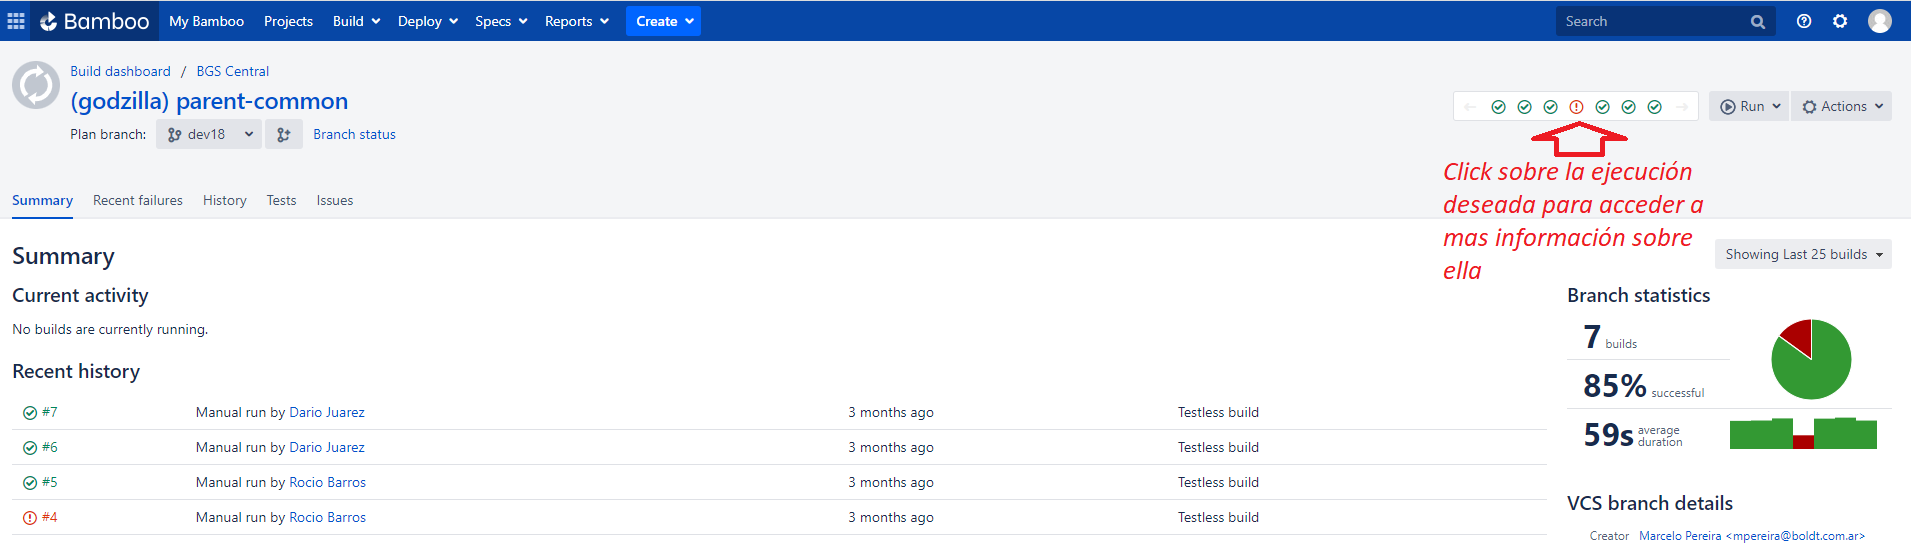 Bamboo My Bamboo Projects Build Deploy Specs Reports Create Search
Build dashboard / BGS Central
(godzilla) parent-common
Run Actions
Plan branch: dev18 Branch status
Click sobre la ejecución
deseada para acceder a
mas información sobre
ella
Summary Recent failures History Tests Issues
Summary
Showing Last 25 builds
Current activity
No builds are currently running.
Recent history
#7 Manual run by Dario Juarez 3 months ago Testless build
#6 Manual run by Dario Juarez 3 months ago Testless build
#5 Manual run by Rocio Barros 3 months ago Testless build
#4 Manual run by Rocio Barros 3 months ago Testless build
Branch statistics
7 builds
85% successful
59s average
duration
VCS branch details
Creator Marcelo Pereira <mpereira@boldt.com.ar>